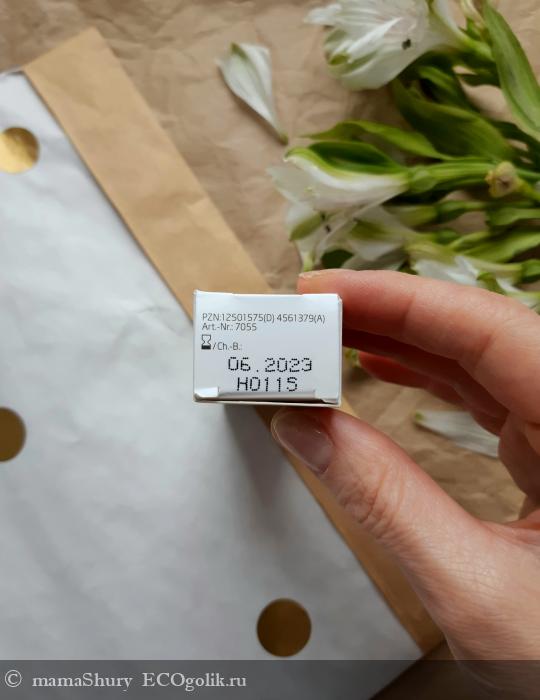 PZN:12501575(D) 4561379(A)
Art.-Nr.: 7055
/Ch.-B.:
06.2023
H011S
© mamaShury ECOgolik.ru